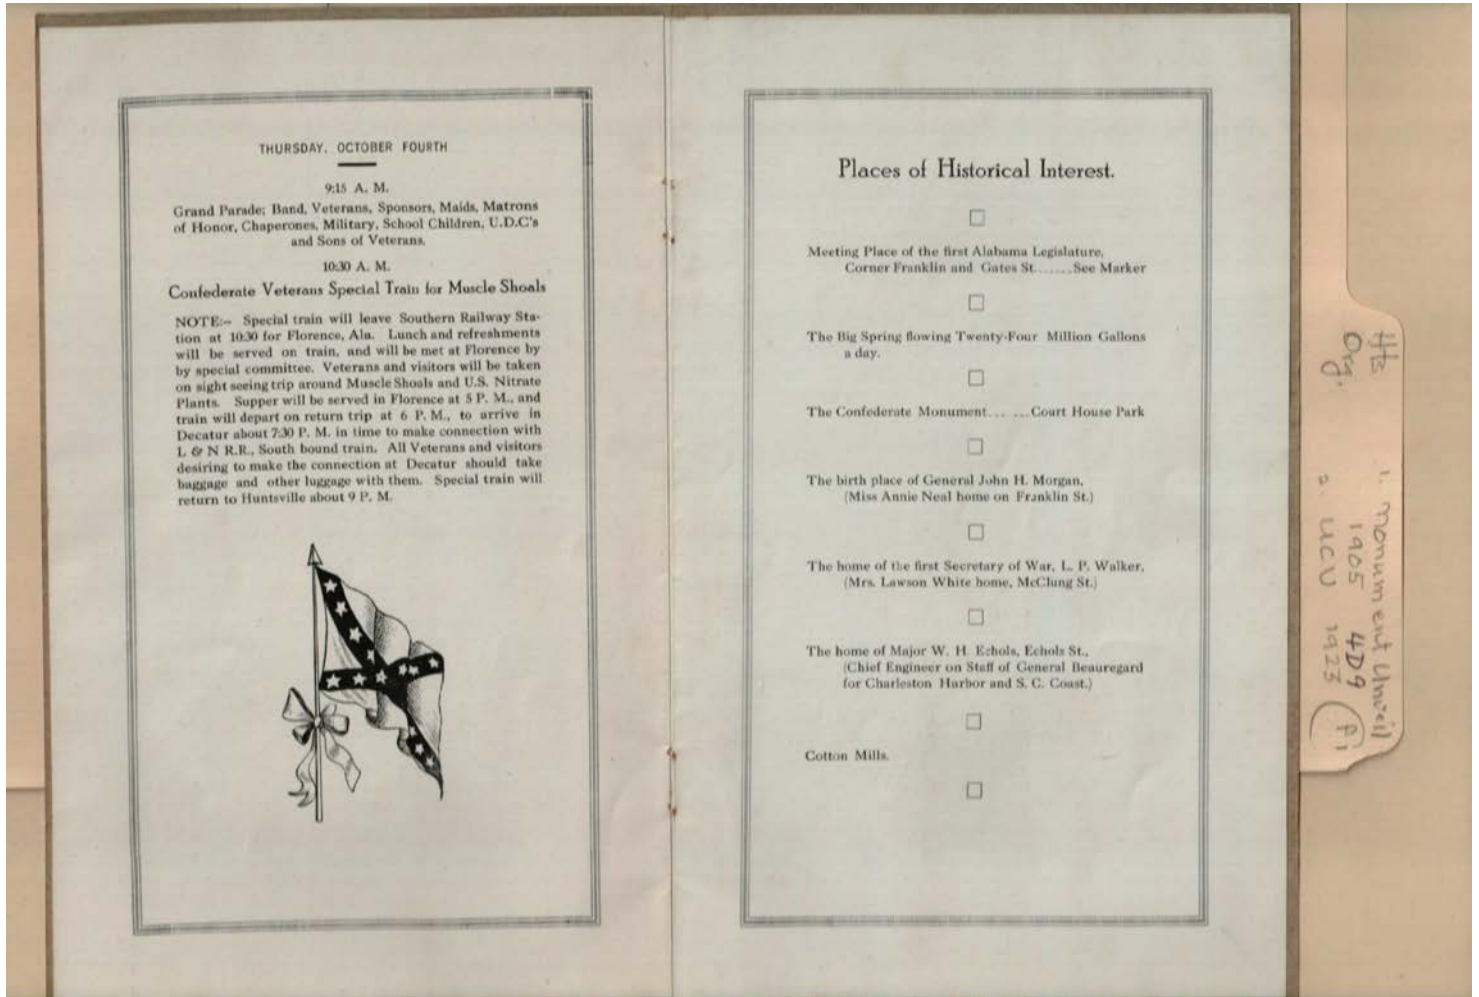 THURSDAY, OCTOBER FOURTH
9:15 A. M.
Grand Parade; Band, Veterans, Sponsors, Maids, Matrons
of Honor, Chaperones, Military, School Children, U.D.C's
and Sons of Veterans.
10:30 A. M.
Confederate Veterans Special Train for Muscle Shoals
NOTE:- Special train will leave Southern Railway Sta-
tion at 10:30 for Florence, Ala. Lunch and refreshments
will be served on train, and will be met at Florence by
by special committee. Veterans and visitors will be taken
on sight seeing trip around Muscle Shoals and U.S. Nitrate
Plants. Supper will be served in Florence at 5 P. M., and
train will depart on return trip at 6 P. M., to arrive in
Decatur about 7:30 P. M. in time to make connection with
L & N R.R., South bound train. All Veterans and visitors
desiring to make the connection at Decatur should take
baggage and other luggage with them. Special train will
return to Huntsville about 9 P. M.
Places of Historical Interest.
Meeting Place of the first Alabama Legislature,
Corner Franklin and Gates St.......See Marker
The Big Spring flowing Twenty-Four Million Gallons
a day.
The Confederate Monument... ...Court House Park
The birth place of General John H. Morgan,
(Miss Annie Neal home on Franklin St.)
The home of the first Secretary of War, L. P. Walker,
(Mrs. Lawson White home, McClung St.)
The home of Major W. H. Echols, Echols St.,
(Chief Engineer on Staff of General Beauregard
for Charleston Harbor and S. C. Coast.)
Cotton Mills.
Org.
1. Monument Unveil
1905 4D9
2. UCV 1923